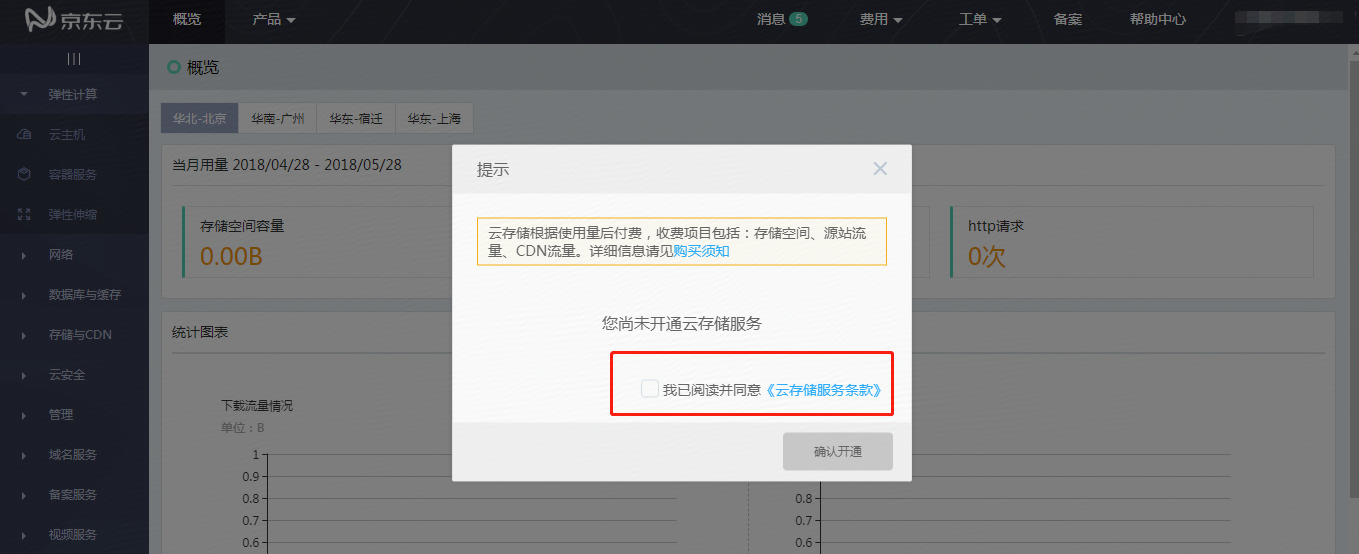 京东云
概览
产品
消息 5
费用
工单
备案
帮助中心
弹性计算
云主机
容器服务
弹性伸缩
网络
数据库与缓存
存储与CDN
云安全
管理
域名服务
备案服务
视频服务
概览
华北-北京
华南-广州
华东-宿迁
华东-上海
当月用量 2018/04/28 - 2018/05/28
存储空间容量
0.00B
http请求
0次
统计图表
下载流量情况
单位：B
1
0.9
0.8
0.7
0.6
0.8
0.7
0.6
提示
云存储根据使用量后付费，收费项目包括：存储空间、源站流
量、CDN流量。详细信息请见购买须知
您尚未开通云存储服务
我已阅读并同意《云存储服务条款》
确认开通